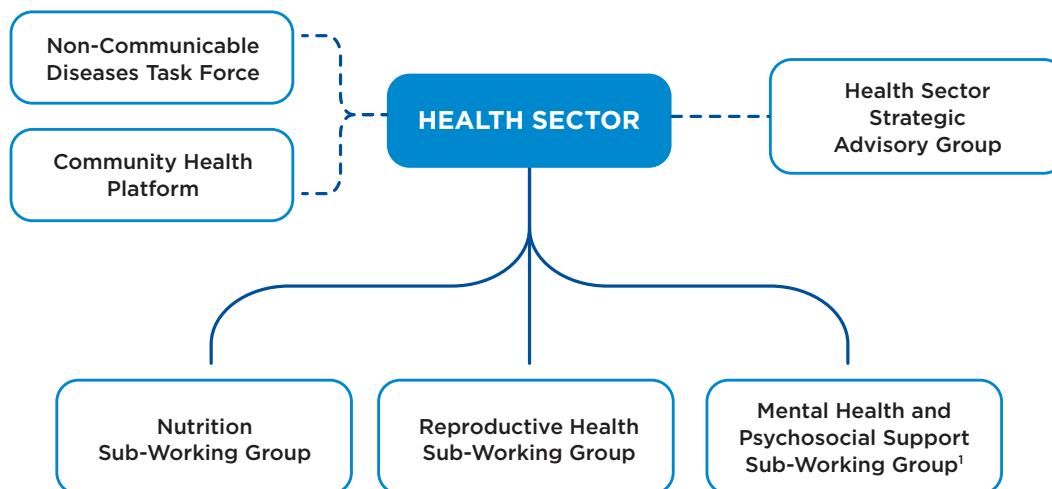 Non-Communicable
Diseases Task Force
Community Health
Platform
HEALTH SECTOR
Health Sector
Strategic
Advisory Group
Nutrition
Sub-Working Group
Reproductive Health
Sub-Working Group
Mental Health and
Psychosocial Support
Sub-Working Group¹